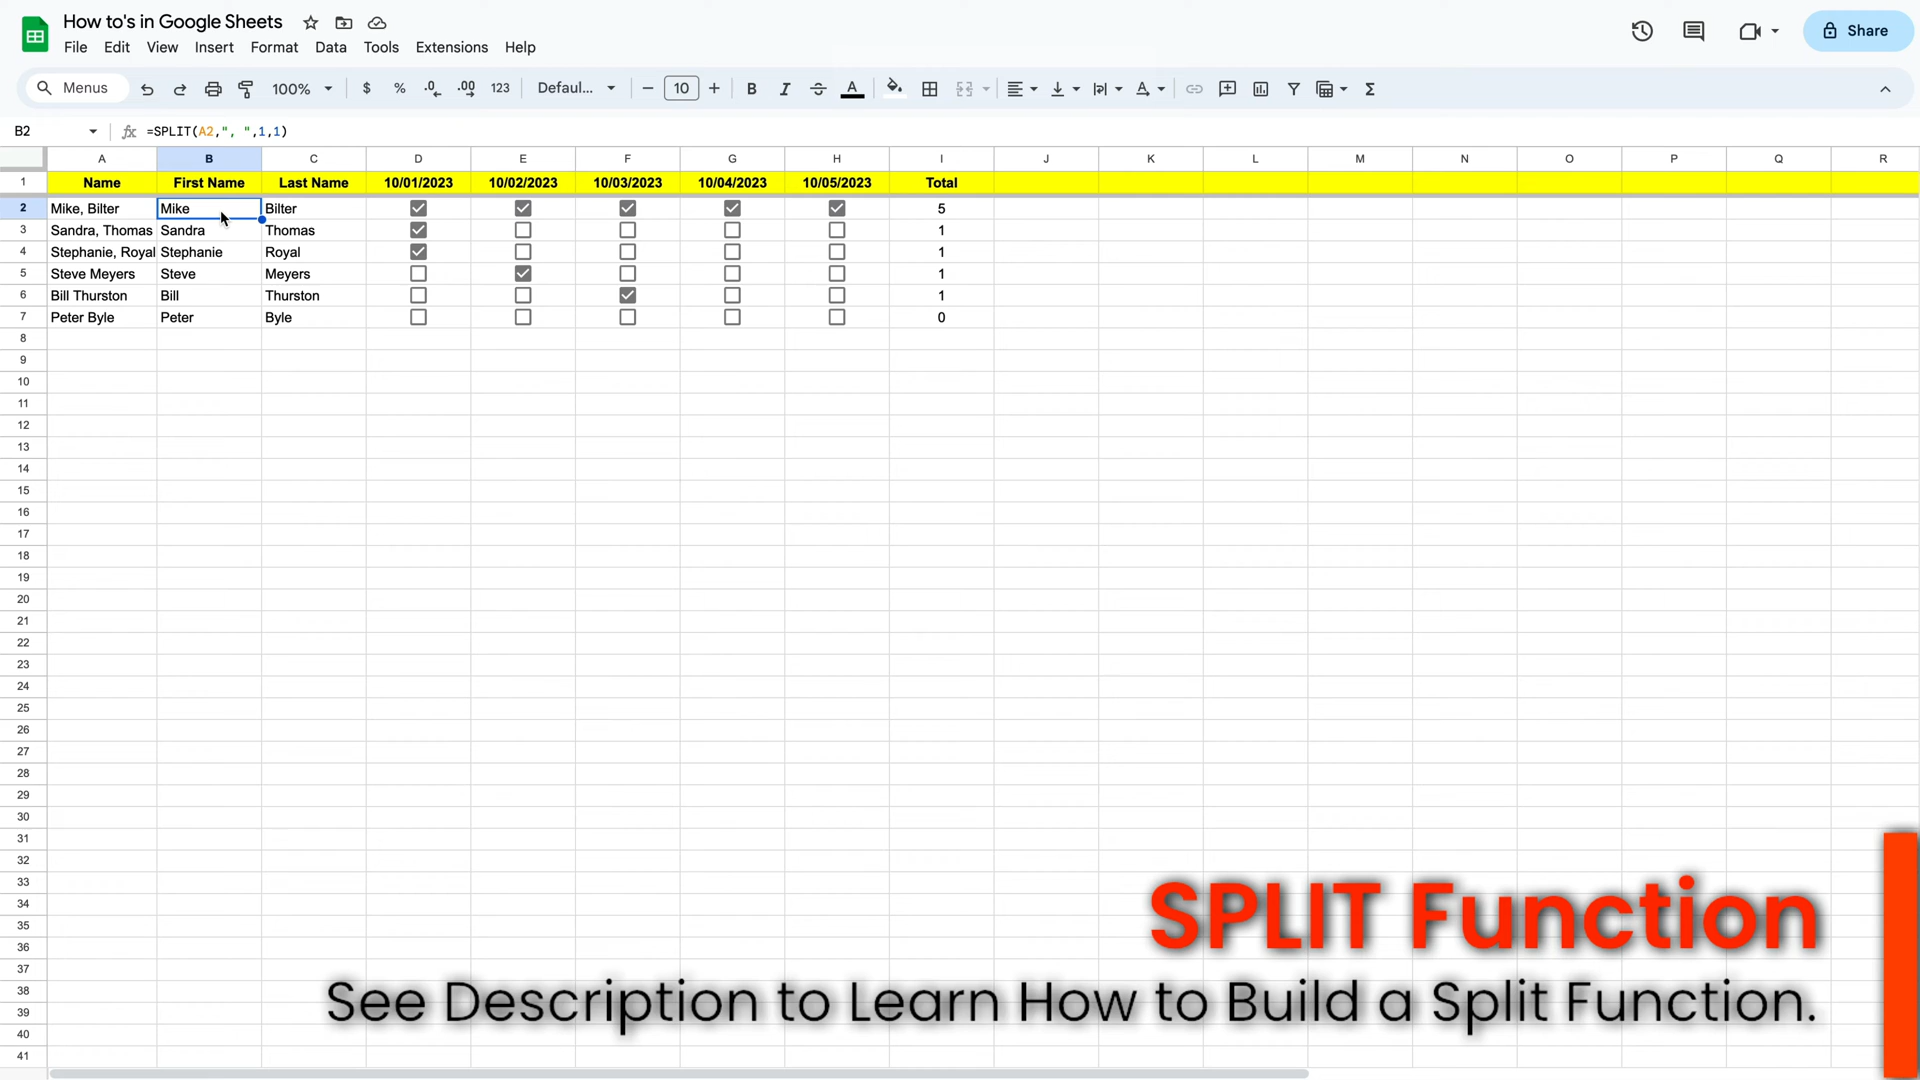 How to's in Google Sheets
Share
File Edit View Insert Format Data Tools Extensions Help
Menus 100% $ % .0 .00 123 Defaul... − 10 + B I S A Σ
B2 fx =SPLIT(A2,", ",1,1)
A B C D E F G H I J K L M N O P Q R
1 Name First Name Last Name 10/01/2023 10/02/2023 10/03/2023 10/04/2023 10/05/2023 Total
2 Mike, Bilter Mike Bilter 5
3 Sandra, Thomas Sandra Thomas 1
4 Stephanie, Royal Stephanie Royal 1
5 Steve Meyers Steve Meyers 1
6 Bill Thurston Bill Thurston 1
7 Peter Byle Peter Byle 0
8
9
10
11
12
13
14
15
16
17
18
19
20
21
22
23
24
25
26
27
28
29
30
31
32
33
34
35
36
37
38
39
40
41
SPLIT Function
See Description to Learn How to Build a Split Function.